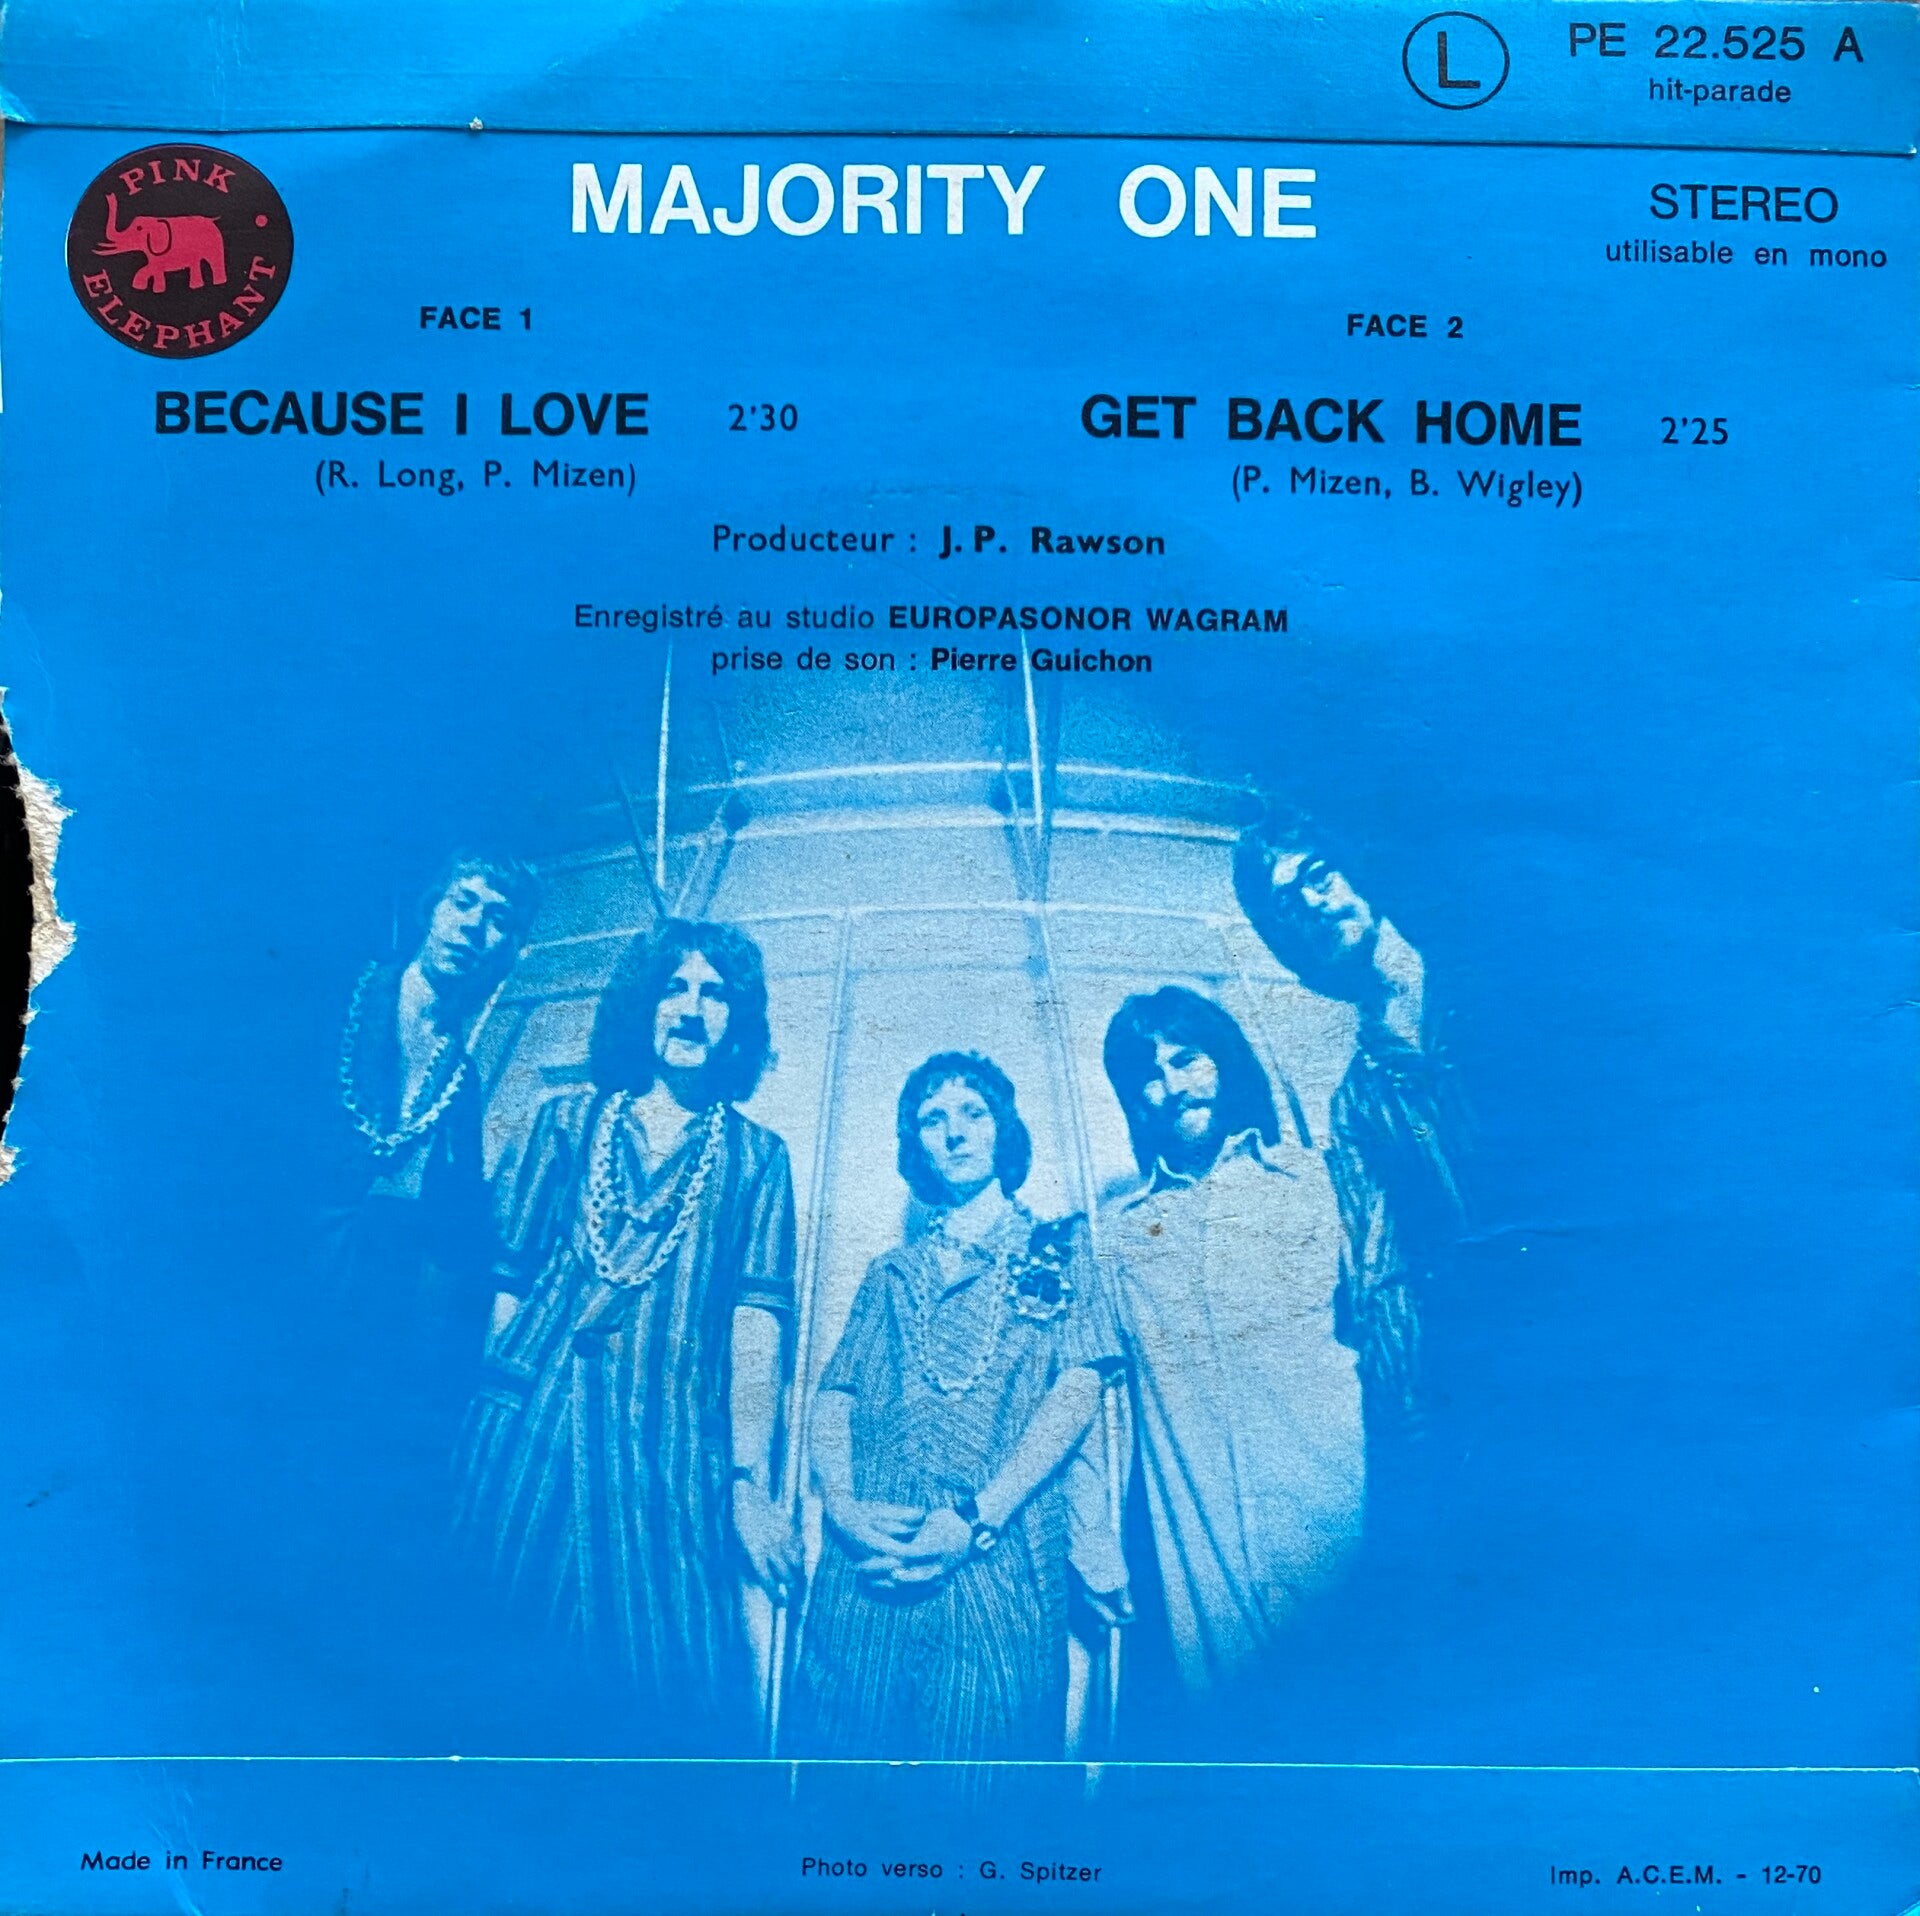 L
PE 22.525 A
hit-parade
PINK
ELEPHANT
MAJORITY ONE
STEREO
utilisable en mono
FACE 1
BECAUSE I LOVE 2'30
(R. Long, P. Mizen)
FACE 2
GET BACK HOME 2'25
(P. Mizen, B. Wigley)
Producteur : J. P. Rawson
Enregistré au studio EUROPASONOR WAGRAM
prise de son : Pierre Guichon
Made in France
Photo verso : G. Spitzer
Imp. A.C.E.M. - 12-70